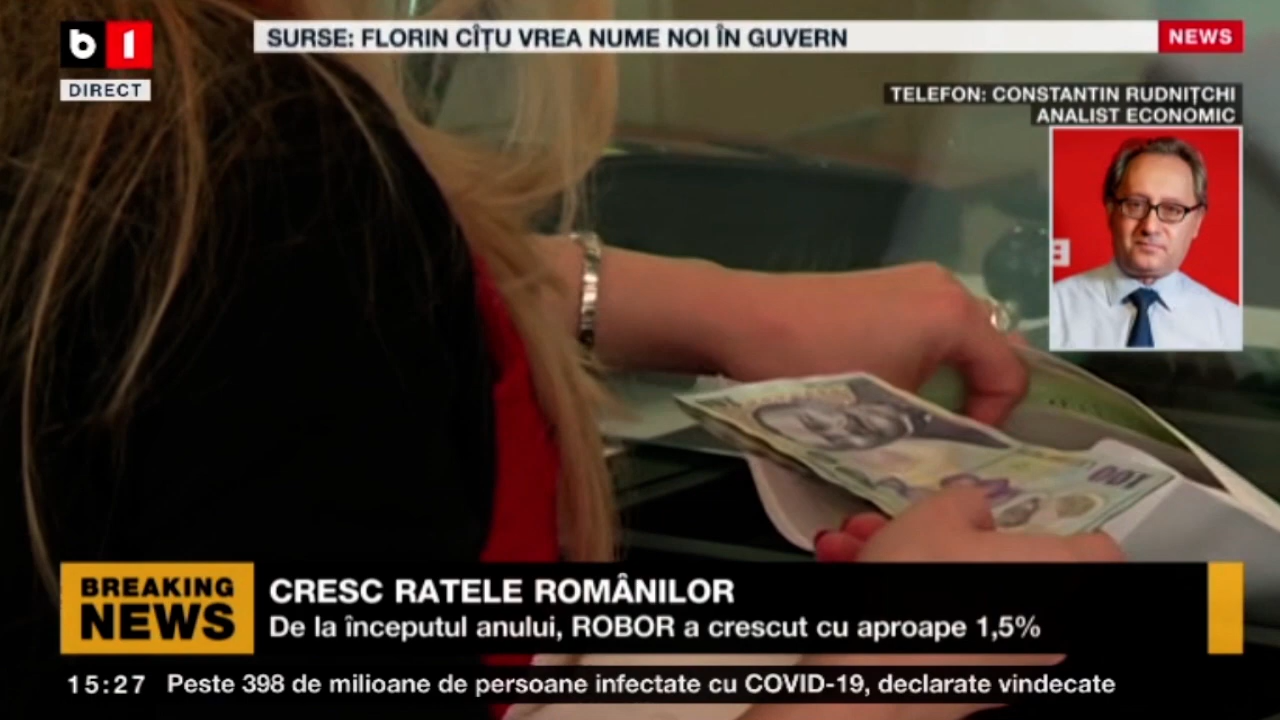 b 1
SURSE: FLORIN CÎȚU VREA NUME NOI ÎN GUVERN
NEWS
DIRECT
TELEFON: CONSTANTIN RUDNIȚCHI
ANALIST ECONOMIC
100
BREAKING
NEWS
CRESC RATELE ROMÂNILOR
De la începutul anului, ROBOR a crescut cu aproape 1,5%
15:27 Peste 398 de milioane de persoane infectate cu COVID-19, declarate vindecate